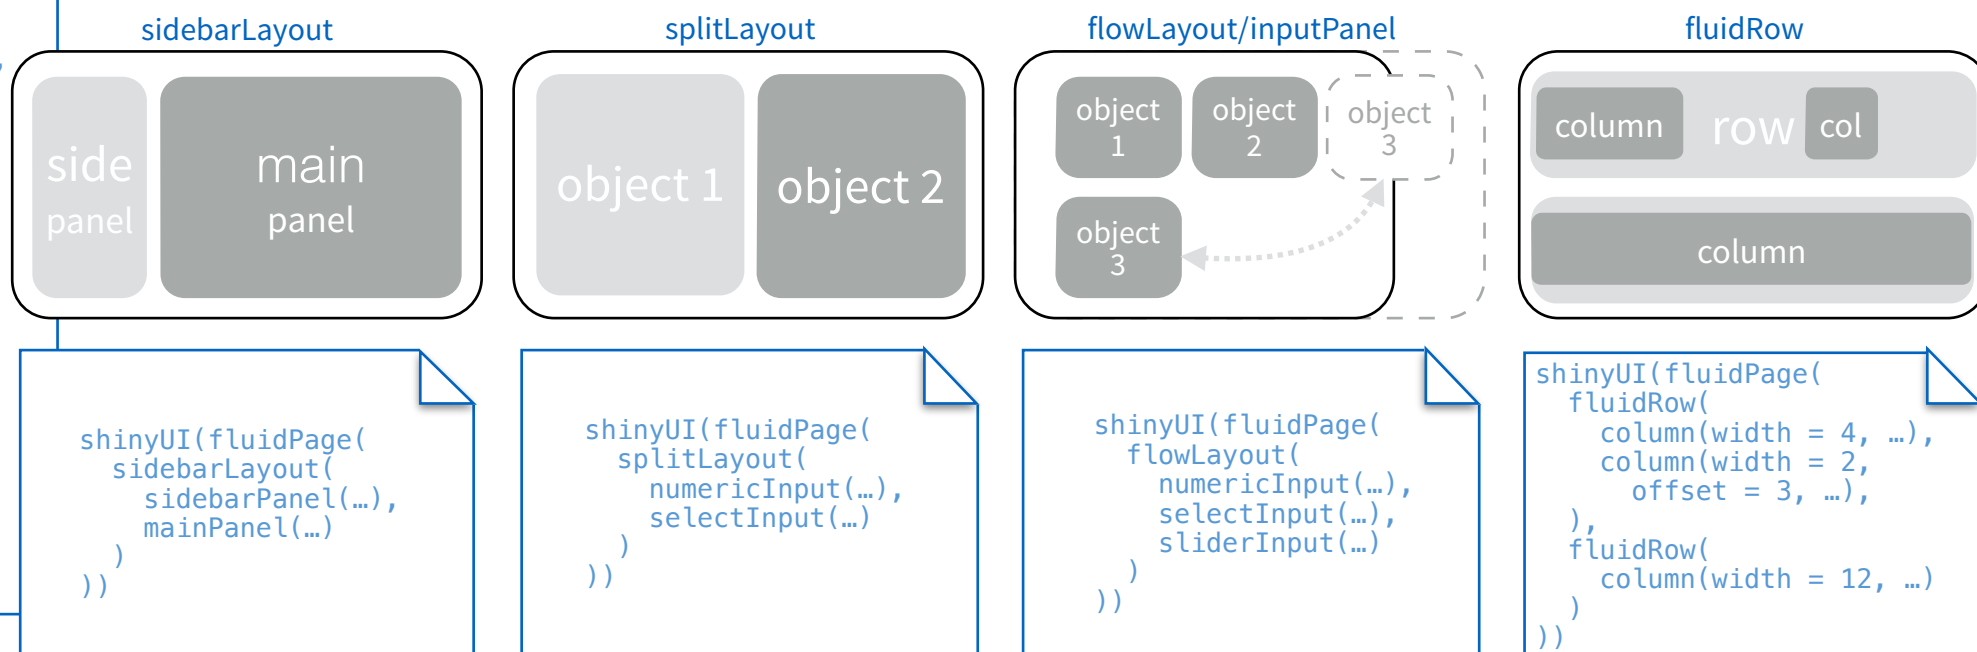 sidebarLayout
side
panel
main
panel
shinyUI(fluidPage(
  sidebarLayout(
    sidebarPanel(…),
    mainPanel(…)
  )
))
splitLayout
object 1
object 2
shinyUI(fluidPage(
  splitLayout(
    numericInput(…),
    selectInput(…)
  )
))
flowLayout/inputPanel
object
1
object
2
object
3
object
3
shinyUI(fluidPage(
  flowLayout(
    numericInput(…),
    selectInput(…),
    sliderInput(…)
  )
))
fluidRow
column
row
col
column
shinyUI(fluidPage(
  fluidRow(
    column(width = 4, …),
    column(width = 2,
      offset = 3, …),
  ),
  fluidRow(
    column(width = 12, …)
  )
))